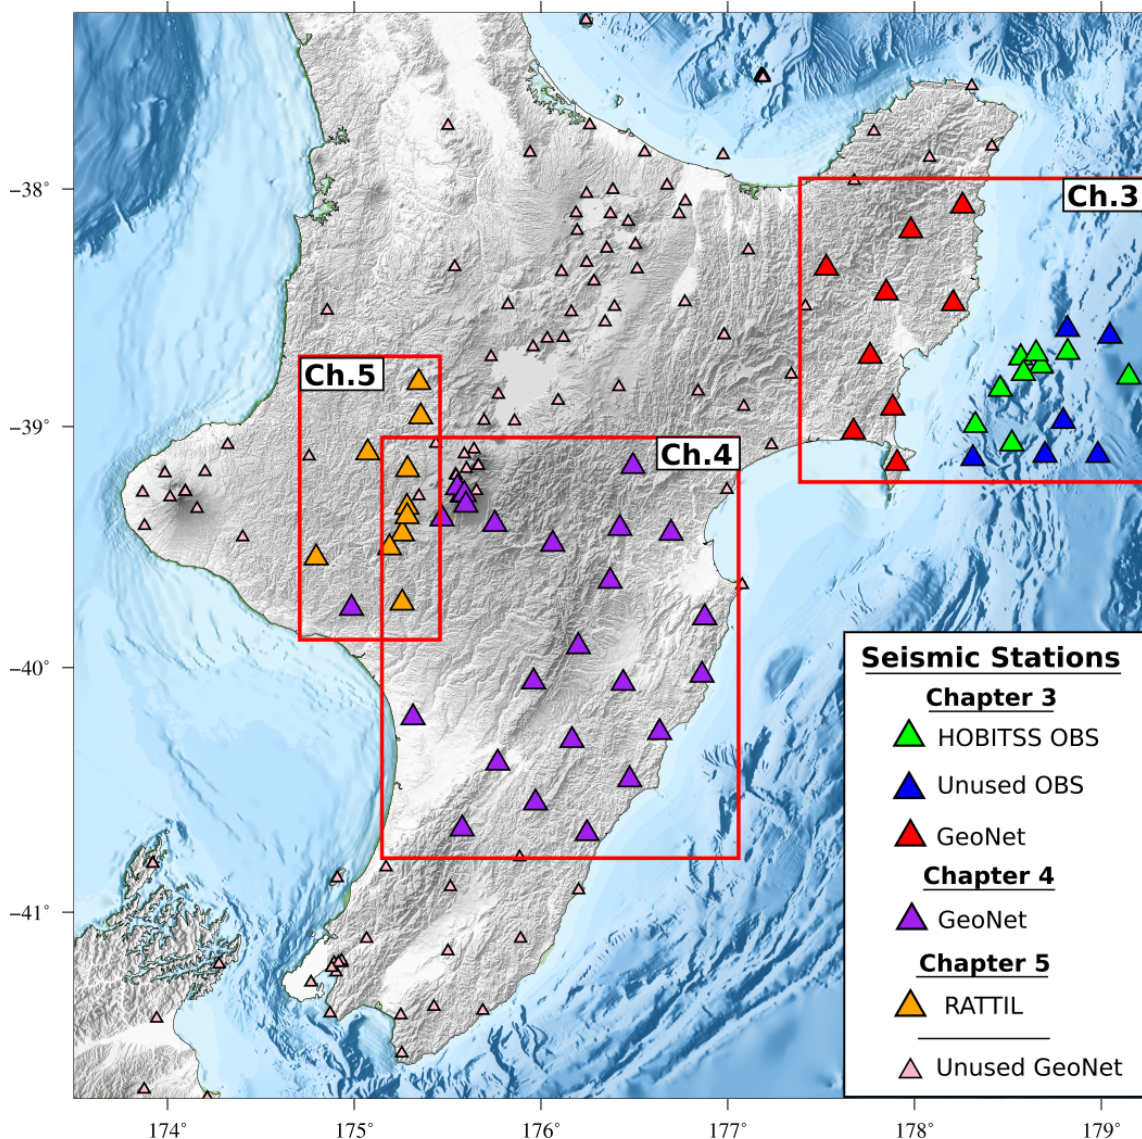 −38°
−39°
−40°
−41°
Ch.3
Ch.5
Ch.4
Seismic Stations
Chapter 3
HOBITSS OBS
Unused OBS
GeoNet
Chapter 4
GeoNet
Chapter 5
RATTIL
Unused GeoNet
174° 175° 176° 177° 178° 179°